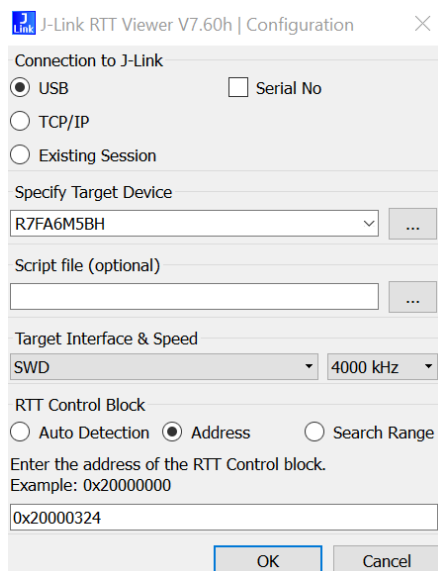 J-Link RTT Viewer V7.60h | Configuration
Connection to J-Link
USB Serial No
TCP/IP
Existing Session
Specify Target Device
R7FA6M5BH ...
Script file (optional)
...
Target Interface & Speed
SWD 4000 kHz
RTT Control Block
Auto Detection Address Search Range
Enter the address of the RTT Control block.
Example: 0x20000000
0x20000324
OK Cancel